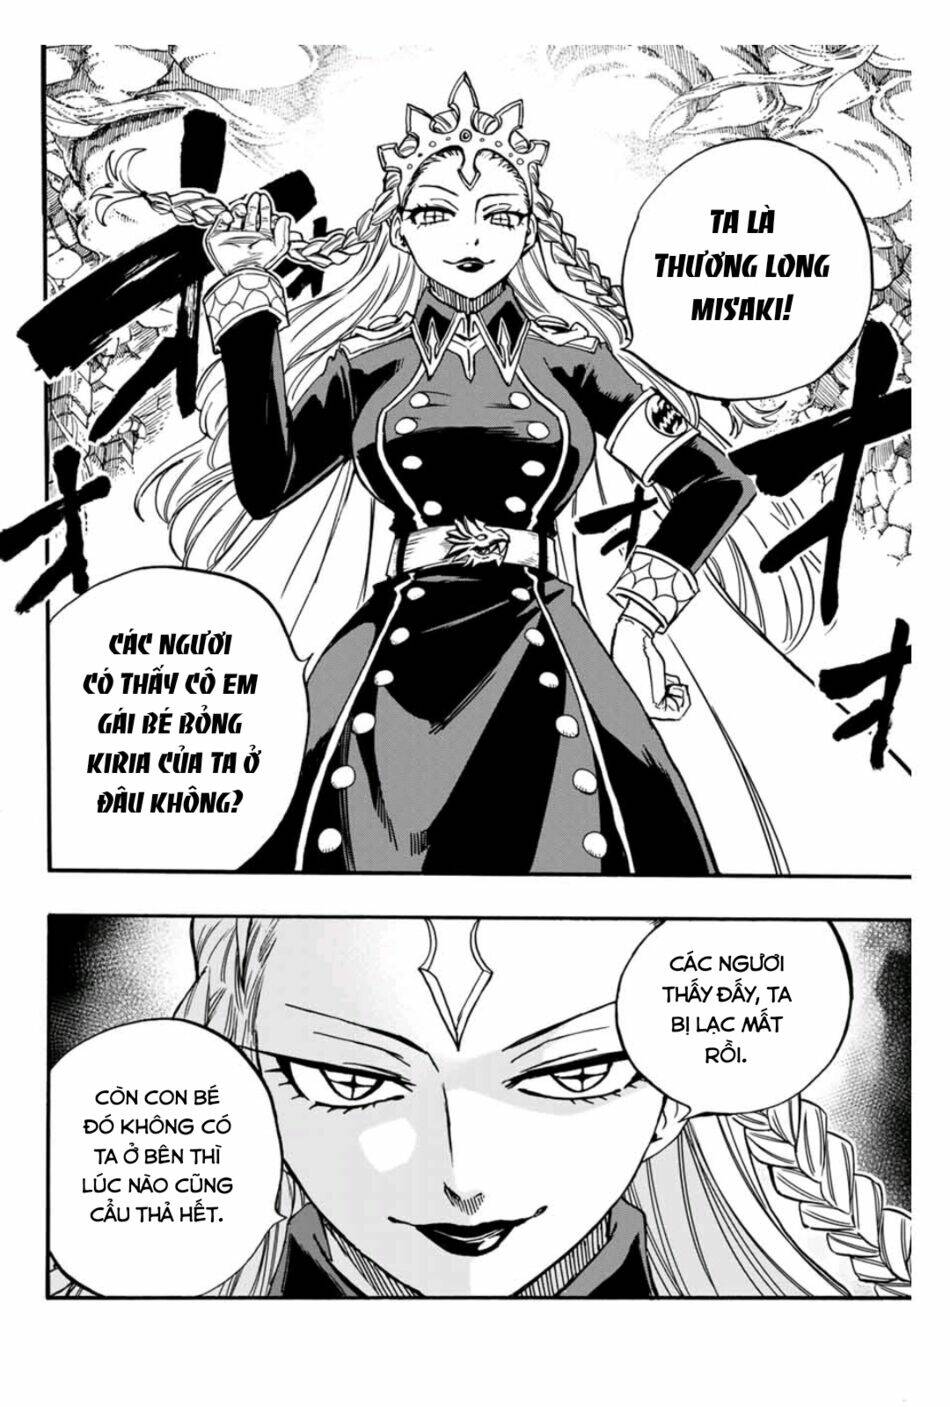 TA LÀ
THƯƠNG LONG
MISAKI!
CÁC NGƯƠI
CÓ THẤY CÔ EM
GÁI BÉ BỎNG
KIRIA CỦA TA Ở
ĐÂU KHÔNG?
CÁC NGƯƠI
THẤY ĐẤY, TA
BỊ LẠC MẤT
RỒI.
CÒN CON BÉ
ĐÓ KHÔNG CÓ
TA Ở BÊN THÌ
LÚC NÀO CŨNG
CẨU THẢ HẾT.